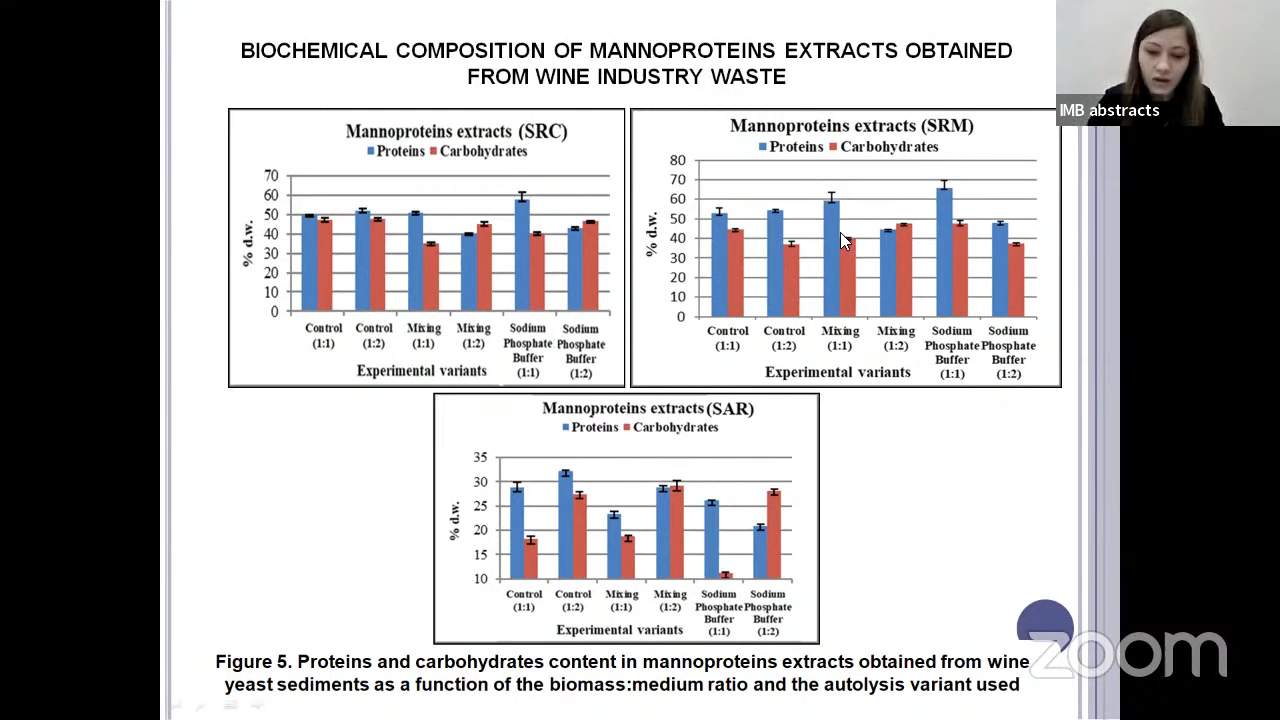 BIOCHEMICAL COMPOSITION OF MANNOPROTEINS EXTRACTS OBTAINED
FROM WINE INDUSTRY WASTE
IMB abstracts
Mannoproteins extracts (SRC)
Proteins Carbohydrates
70
60
50
40
30
20
10
0
% d.w.
Control (1:1)
Control (1:2)
Mixing (1:1)
Mixing (1:2)
Sodium Phosphate Buffer (1:1)
Sodium Phosphate Buffer (1:2)
Experimental variants
Mannoproteins extracts (SRM)
Proteins Carbohydrates
80
70
60
50
40
30
20
10
0
% d.w.
Control (1:1)
Control (1:2)
Mixing (1:1)
Mixing (1:2)
Sodium Phosphate Buffer (1:1)
Sodium Phosphate Buffer (1:2)
Experimental variants
Mannoproteins extracts (SAR)
Proteins Carbohydrates
35
30
25
20
15
10
% d.w.
Control (1:1)
Control (1:2)
Mixing (1:1)
Mixing (1:2)
Sodium Phosphate Buffer (1:1)
Sodium Phosphate Buffer (1:2)
Experimental variants
Figure 5. Proteins and carbohydrates content in mannoproteins extracts obtained from wine
yeast sediments as a function of the biomass:medium ratio and the autolysis variant used
zoom